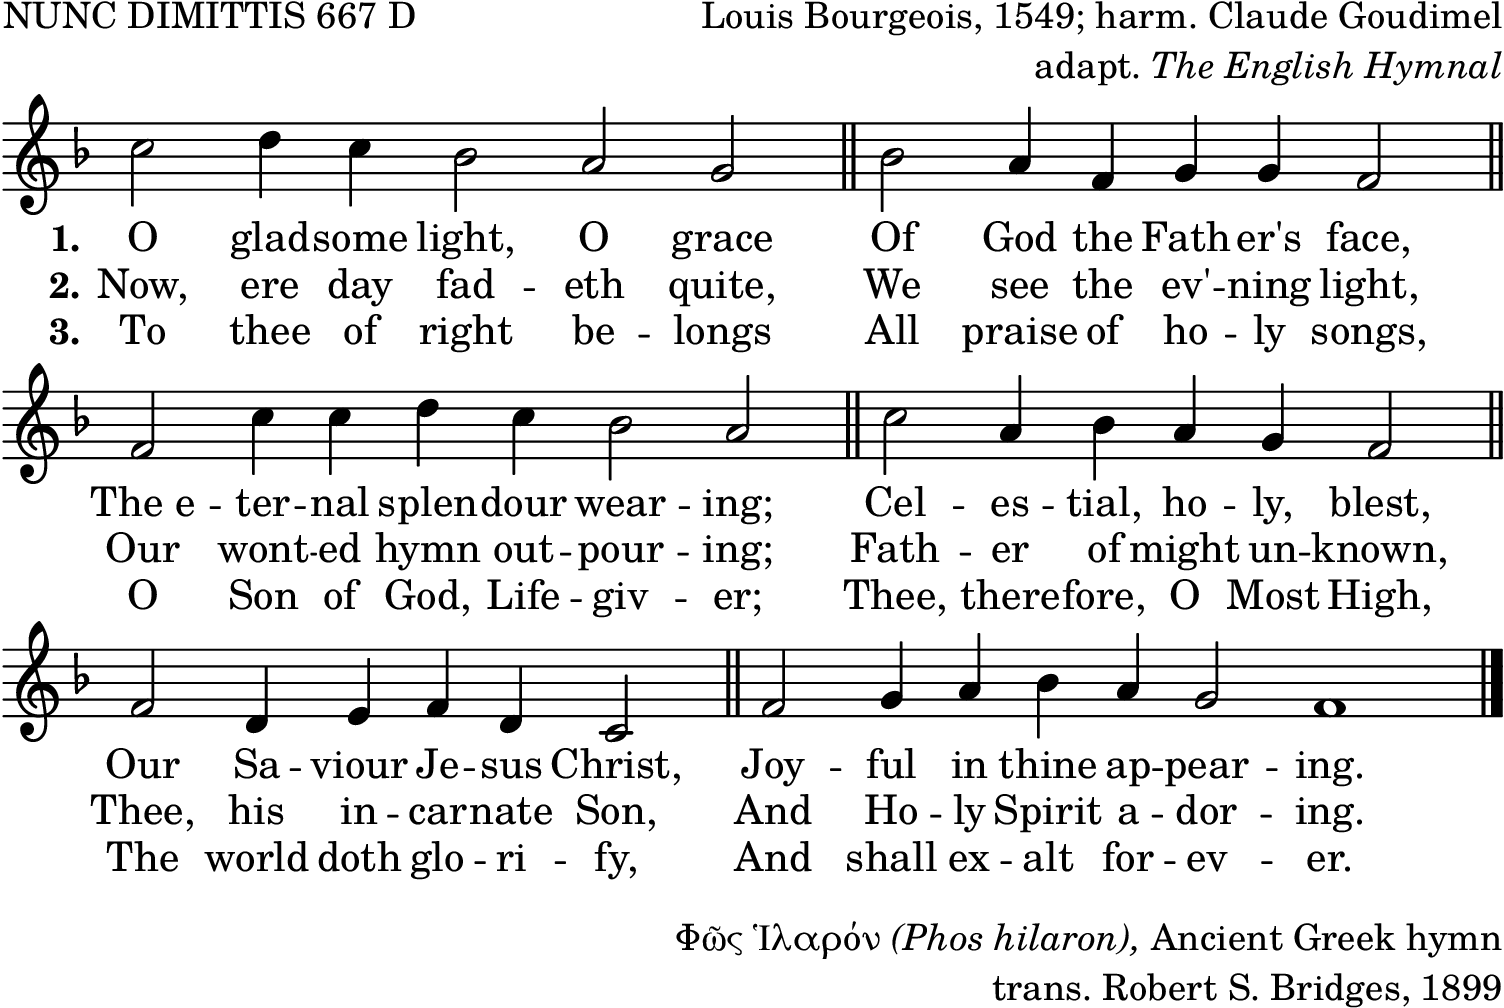 NUNC DIMITTIS 667 D Louis Bourgeois, 1549; harm. Claude Goudimel
adapt. The English Hymnal
1. O gladsome light, O grace Of God the Father's face,
2. Now, ere day fad - eth quite, We see the ev' - ning light,
3. To thee of right be - longs All praise of ho - ly songs,
The e - ter - nal splendour wear - ing; Cel - es - tial, ho - ly, blest,
Our wont - ed hymn out - pour - ing; Fath - er of might un - known,
O Son of God, Life - giv - er; Thee, therefore, O Most High,
Our Sa - viour Je - sus Christ, Joy - ful in thine ap - pear - ing.
Thee, his in - carnate Son, And Ho - ly Spirit a - dor - ing.
The world doth glo - ri - fy, And shall ex - alt for - ev - er.
Φῶς Ἱλαρόν (Phos hilaron), Ancient Greek hymn
trans. Robert S. Bridges, 1899